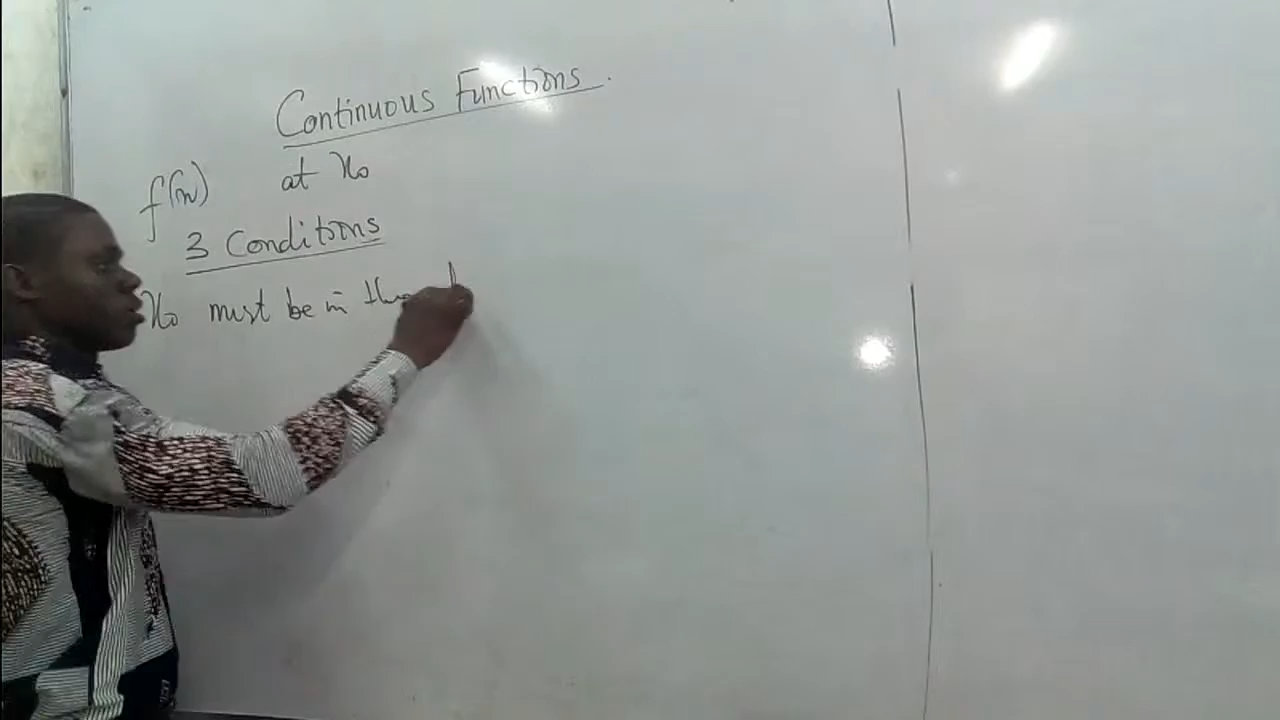 Continuous Functions.
f(x) at x₀
3 Conditions
x₀ must be in the